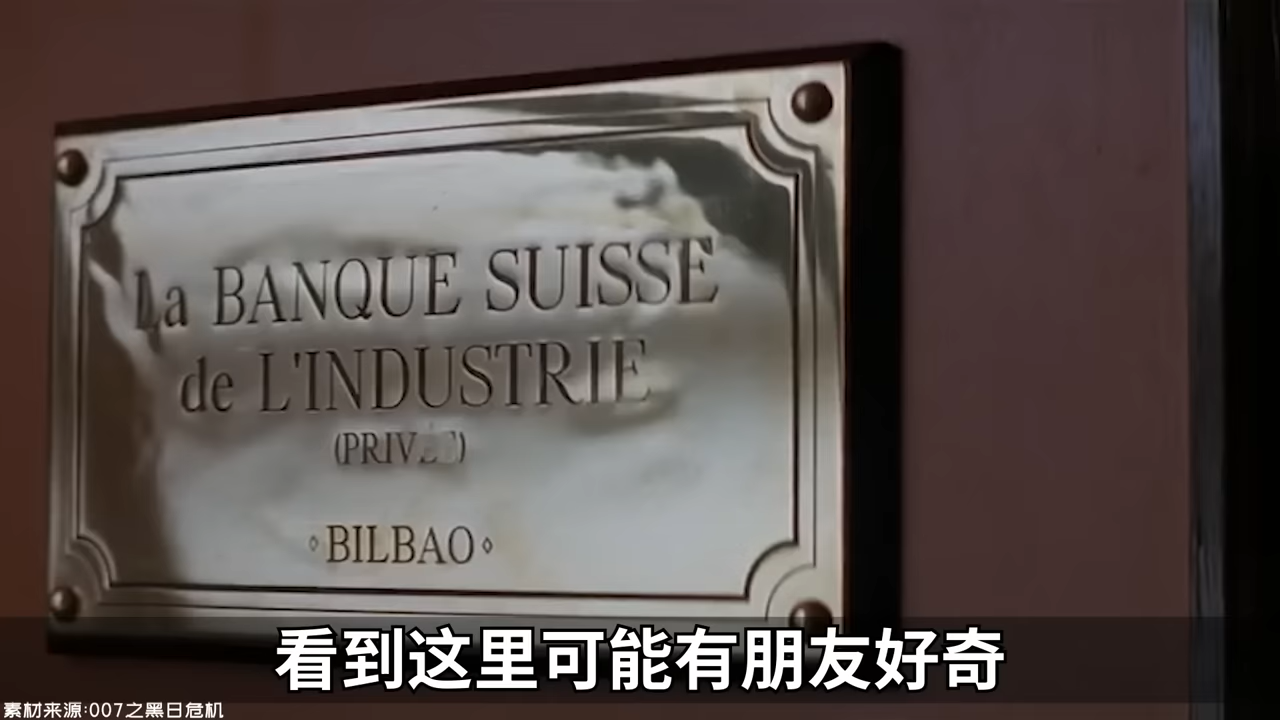 La BANQUE SUISSE
de L'INDUSTRIE
◊BILBAO◊
看到这里可能有朋友好奇
素材来源:007之黑日危机